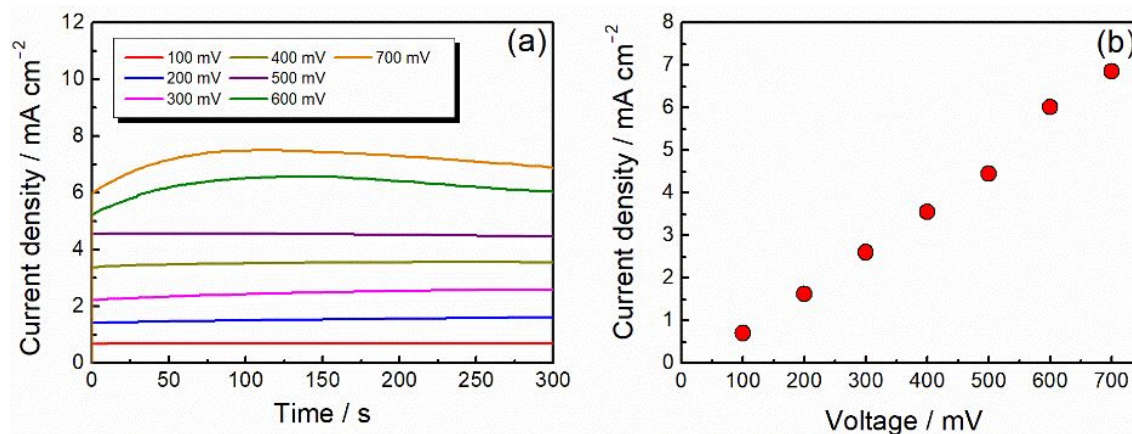 (a)
Current density / mA cm⁻²
12
10
8
6
4
2
0
100 mV 400 mV 700 mV
200 mV 500 mV
300 mV 600 mV
0 50 100 150 200 250 300
Time / s
(b)
Current density / mA cm⁻²
8
7
6
5
4
3
2
1
0
0 100 200 300 400 500 600 700
Voltage / mV